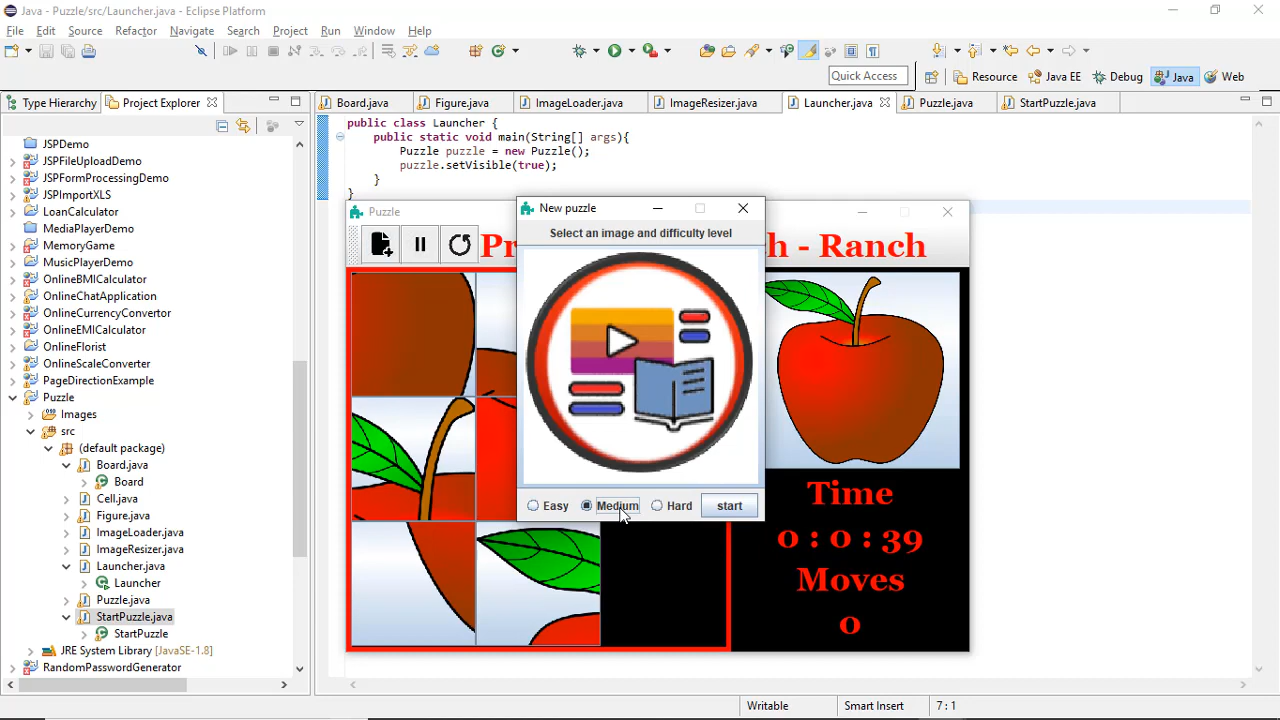 Java - Puzzle/src/Launcher.java - Eclipse Platform
File Edit Source Refactor Navigate Search Project Run Window Help
Quick Access Resource Java EE Debug Java Web
Type Hierarchy Project Explorer
Board.java Figure.java ImageLoader.java ImageResizer.java Launcher.java Puzzle.java StartPuzzle.java
JSPDemo
JSPFileUploadDemo
JSPFormProcessingDemo
JSPImportXLS
LoanCalculator
MediaPlayerDemo
MemoryGame
MusicPlayerDemo
OnlineBMICalculator
OnlineChatApplication
OnlineCurrencyConvertor
OnlineEMICalculator
OnlineFlorist
OnlineScaleConverter
PageDirectionExample
Puzzle
Images
src
(default package)
Board.java
Board
Cell.java
Figure.java
ImageLoader.java
ImageResizer.java
Launcher.java
Launcher
Puzzle.java
StartPuzzle.java
StartPuzzle
JRE System Library [JavaSE-1.8]
RandomPasswordGenerator
public class Launcher {
public static void main(String[] args){
Puzzle puzzle = new Puzzle();
puzzle.setVisible(true);
}
}
Puzzle
h - Ranch
New puzzle
Select an image and difficulty level
Easy Medium Hard start
Time
0 : 0 : 39
Moves
0
Writable Smart Insert 7 : 1